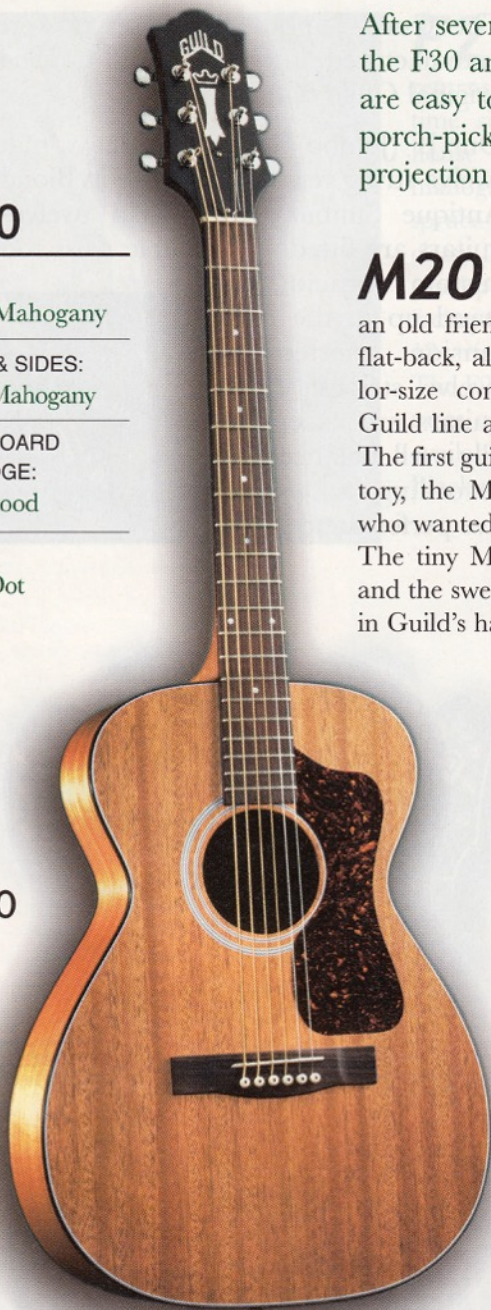 GUILD
0
Mahogany
& SIDES:
Mahogany
OARD
GE:
ood
Dot
0
After sever
the F30 an
are easy to
porch-pick
projection
M20
an old frien
flat-back, al
lor-size con
Guild line a
The first gui
tory, the M
who wanted
The tiny M
and the swe
in Guild's ha